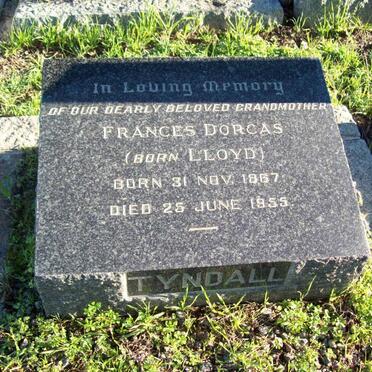 In Loving Memory
OF OUR DEARLY BELOVED GRANDMOTHER
FRANCES DORCAS
(BORN LLOYD)
BORN 31 NOV. 1867.
DIED 25 JUNE 1955.
TYNDALL